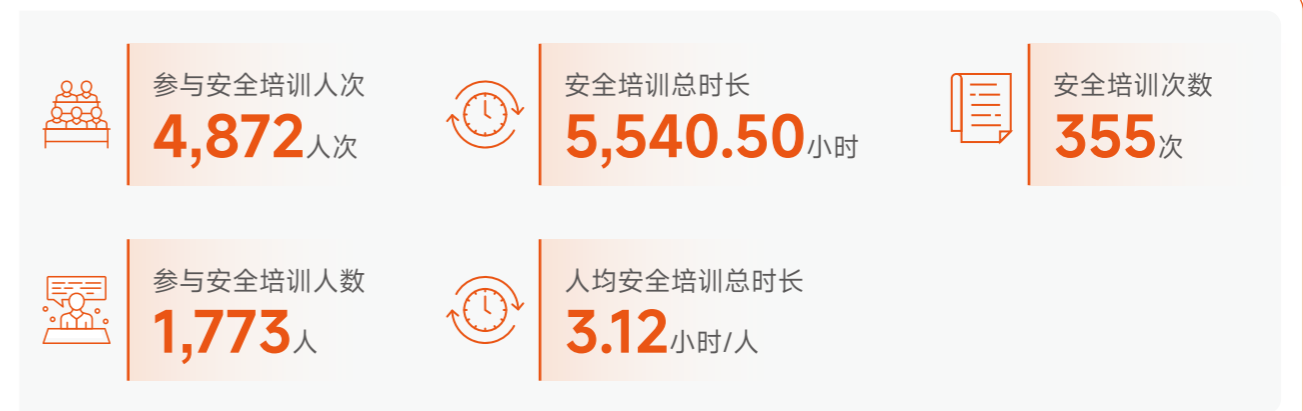 参与安全培训人次
4,872人次
安全培训总时长
5,540.50小时
安全培训次数
355次
参与安全培训人数
1,773人
人均安全培训总时长
3.12小时/人